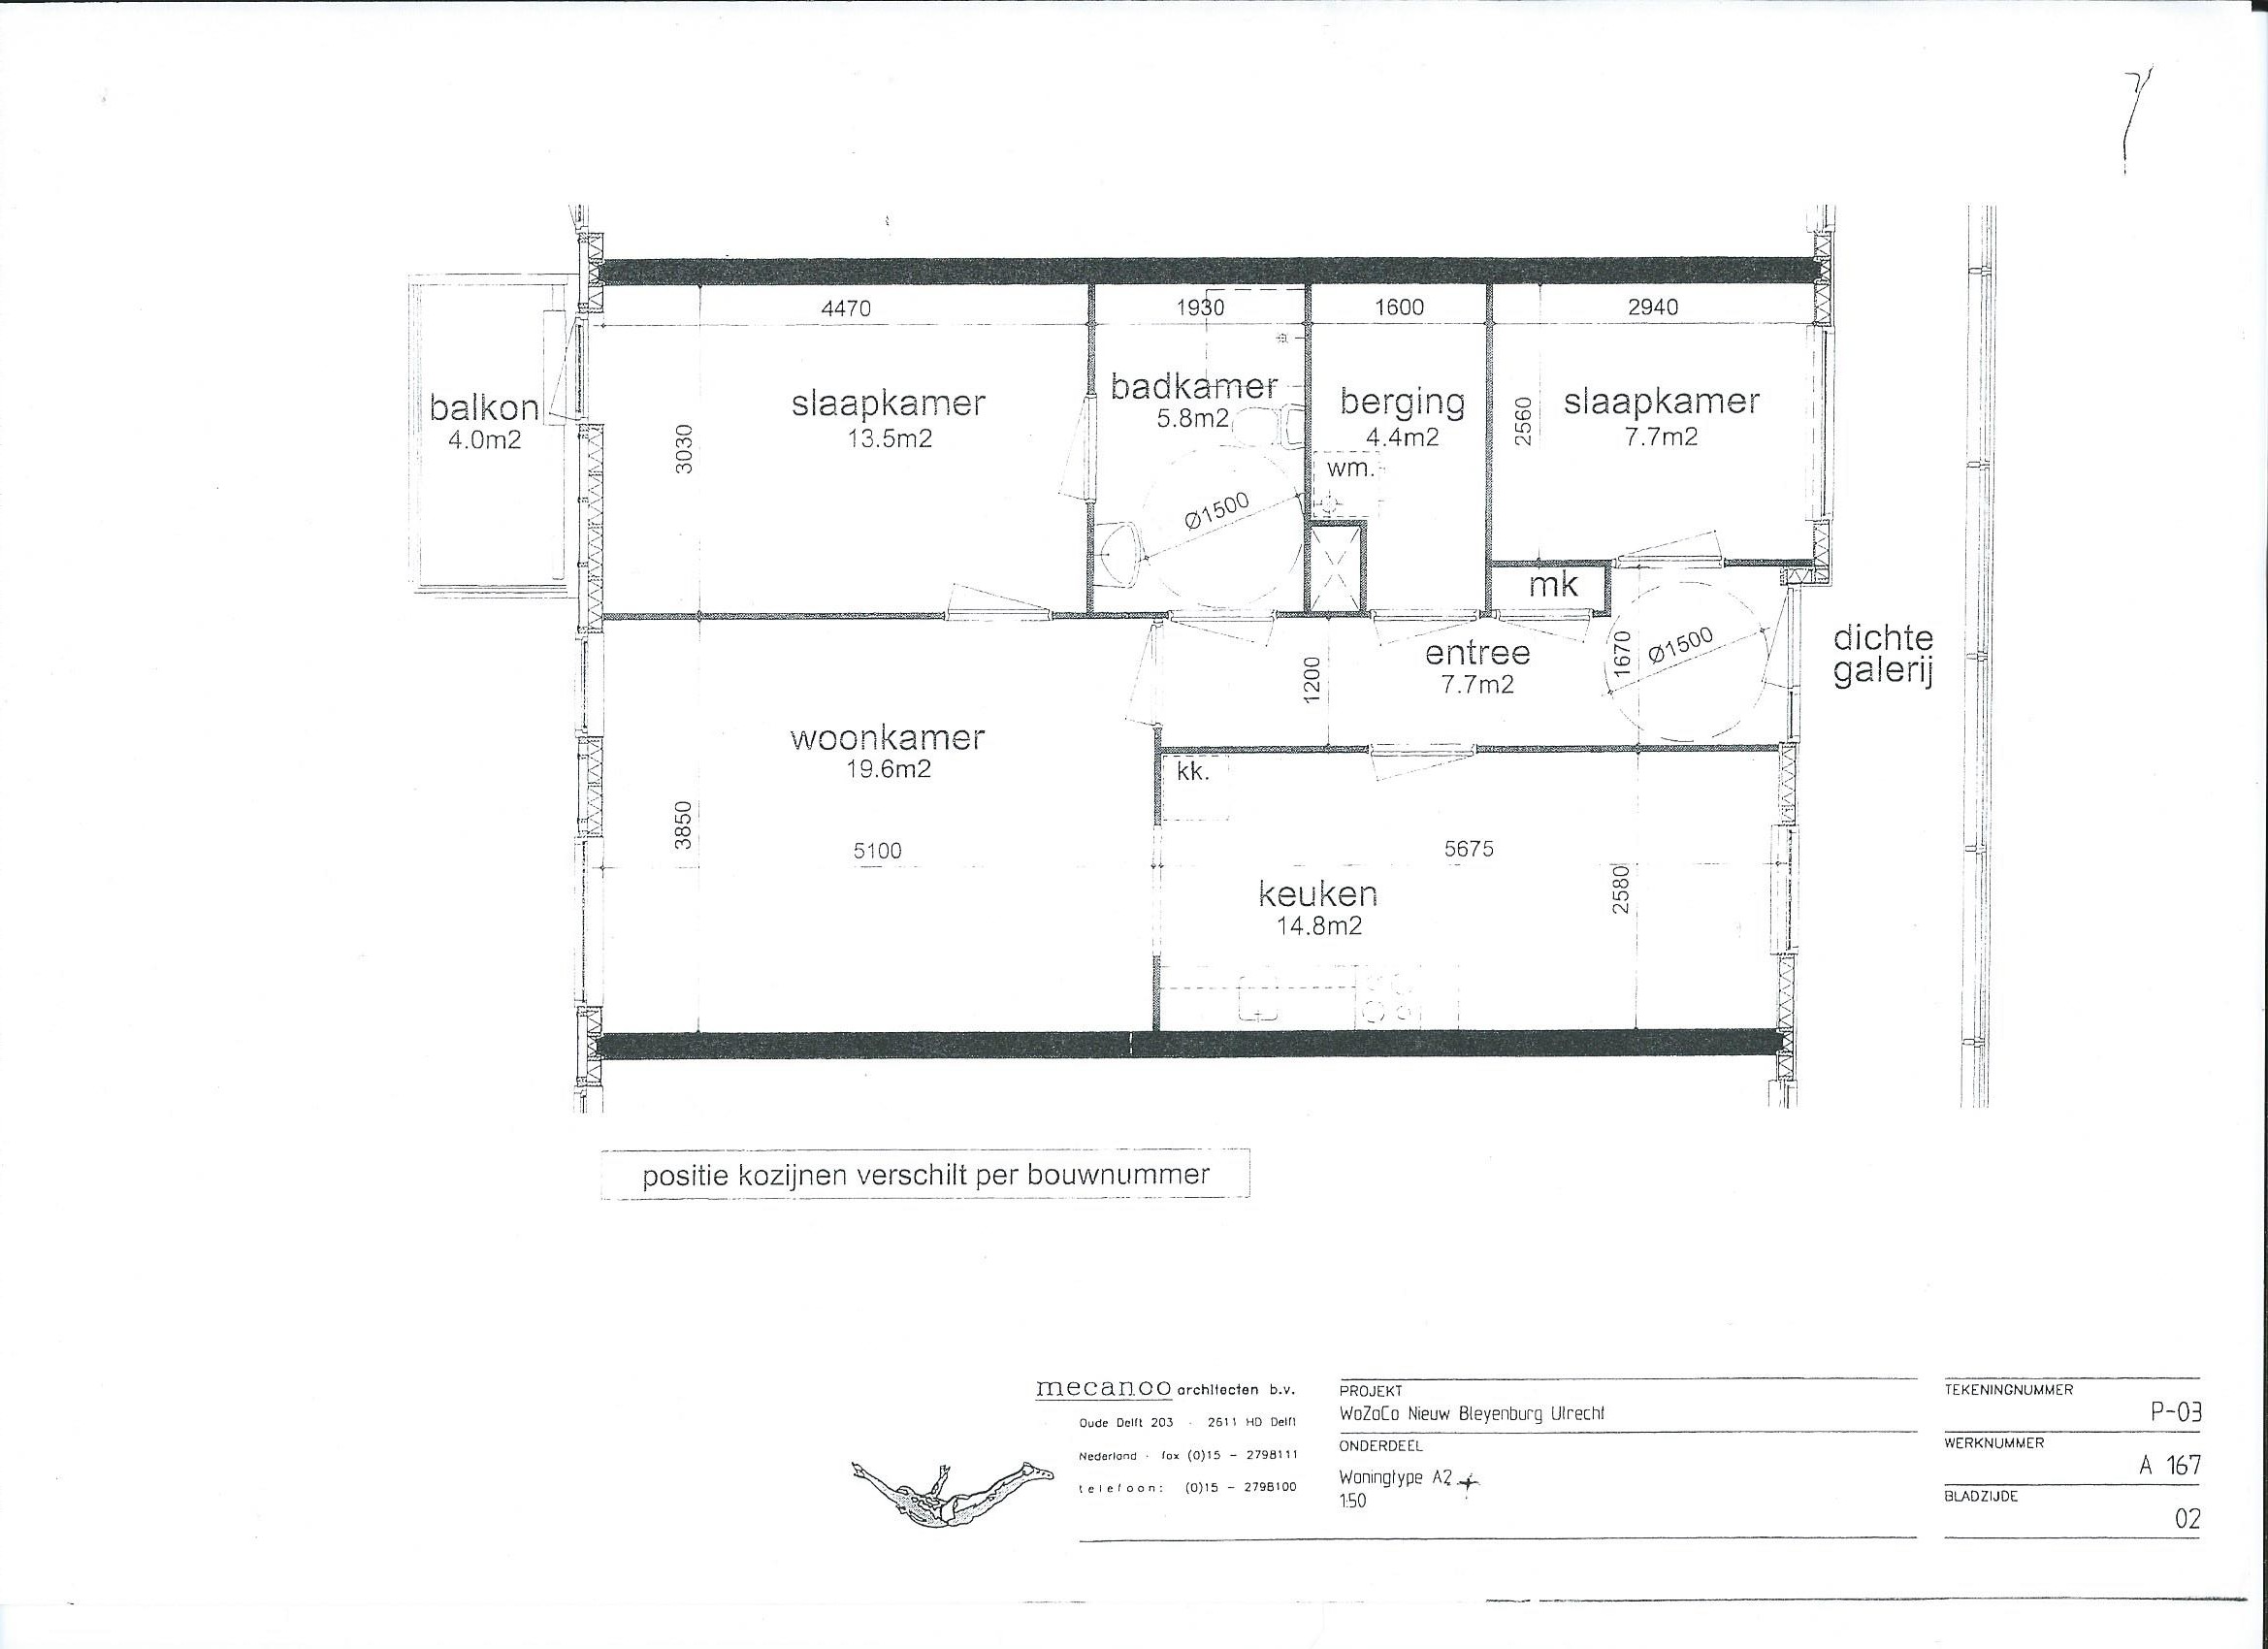 4470
1930
1600
2940
balkon
4.0m2
slaapkamer
13.5m2
3030
badkamer
5.8m2
Ø1500
berging
4.4m2
wm.
2560
slaapkamer
7.7m2
mk
entree
7.7m2
1200
1670
Ø1500
dichte
galerij
woonkamer
19.6m2
3850
5100
kk.
5675
keuken
14.8m2
2580
positie kozijnen verschilt per bouwnummer
mecanoo architecten b.v.
Oude Delft 203 - 2611 HD Delft
Nederland - fax (0)15 - 2798111
telefoon: (0)15 - 2798100
PROJEKT
WoZoCo Nieuw Bleyenburg Utrecht
ONDERDEEL
Woningtype A2
1:50
TEKENINGNUMMER
P-03
WERKNUMMER
A 167
BLADZIJDE
02